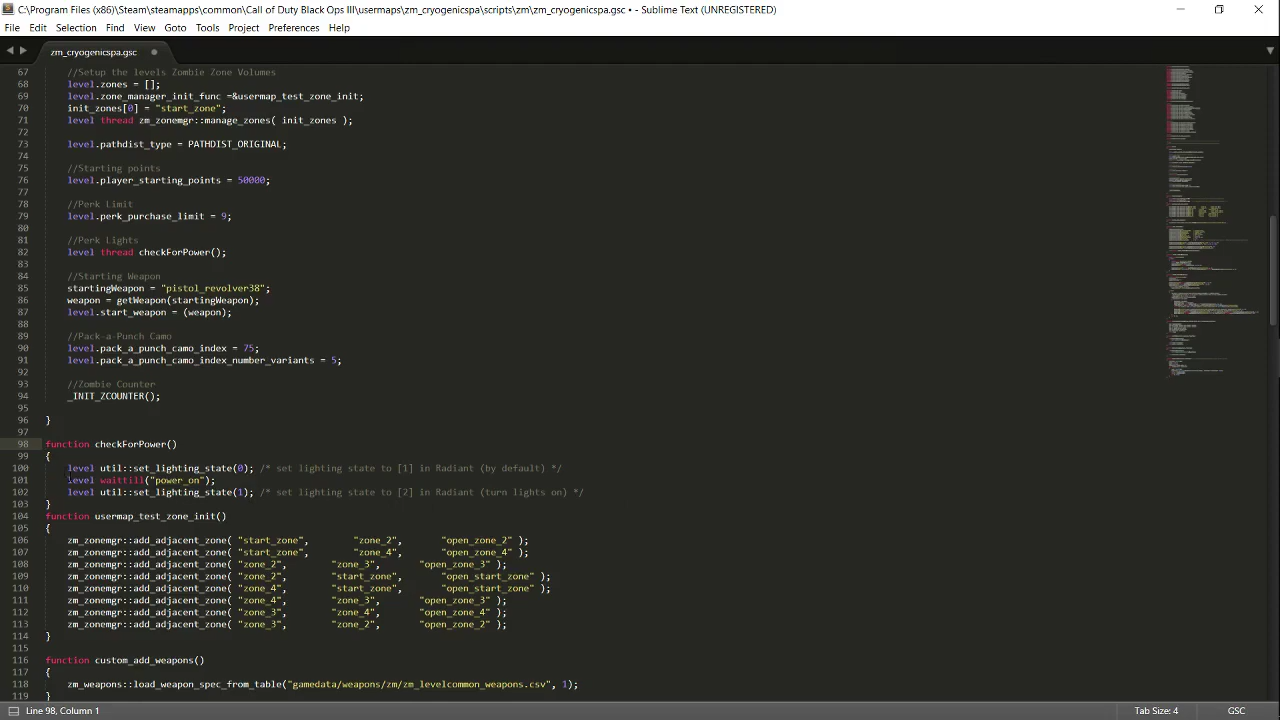 C:\Program Files (x86)\Steam\steamapps\common\Call of Duty Black Ops III\usermaps\zm_cryogenicspa\scripts\zm\zm_cryogenicspa.gsc • - Sublime Text (UNREGISTERED)
File Edit Selection Find View Goto Tools Project Preferences Help
zm_cryogenicspa.gsc
67 //Setup the levels Zombie Zone Volumes
68 level.zones = [];
69 level.zone_manager_init_func =&usermap_test_zone_init;
70 init_zones[0] = "start_zone";
71 level thread zm_zonemgr::manage_zones( init_zones );
72
73 level.pathdist_type = PATHDIST_ORIGINAL;
74
75 //Starting points
76 level.player_starting_points = 50000;
77
78 //Perk Limit
79 level.perk_purchase_limit = 9;
80
81 //Perk Lights
82 level thread checkForPower();
83
84 //Starting Weapon
85 startingWeapon = "pistol_revolver38";
86 weapon = getWeapon(startingWeapon);
87 level.start_weapon = (weapon);
88
89 //Pack-a-Punch Camo
90 level.pack_a_punch_camo_index = 75;
91 level.pack_a_punch_camo_index_number_variants = 5;
92
93 //Zombie Counter
94 _INIT_ZCOUNTER();
95
96 }
97
98 function checkForPower()
99 {
100 level util::set_lighting_state(0); /* set lighting state to [1] in Radiant (by default) */
101 level waittill("power_on");
102 level util::set_lighting_state(1); /* set lighting state to [2] in Radiant (turn lights on) */
103 }
104 function usermap_test_zone_init()
105 {
106 zm_zonemgr::add_adjacent_zone( "start_zone", "zone_2", "open_zone_2" );
107 zm_zonemgr::add_adjacent_zone( "start_zone", "zone_4", "open_zone_4" );
108 zm_zonemgr::add_adjacent_zone( "zone_2", "zone_3", "open_zone_3" );
109 zm_zonemgr::add_adjacent_zone( "zone_2", "start_zone", "open_start_zone" );
110 zm_zonemgr::add_adjacent_zone( "zone_4", "start_zone", "open_start_zone" );
111 zm_zonemgr::add_adjacent_zone( "zone_4", "zone_3", "open_zone_3" );
112 zm_zonemgr::add_adjacent_zone( "zone_3", "zone_4", "open_zone_4" );
113 zm_zonemgr::add_adjacent_zone( "zone_3", "zone_2", "open_zone_2" );
114 }
115
116 function custom_add_weapons()
117 {
118 zm_weapons::load_weapon_spec_from_table("gamedata/weapons/zm/zm_levelcommon_weapons.csv", 1);
119 }
Line 98, Column 1 Tab Size: 4 GSC